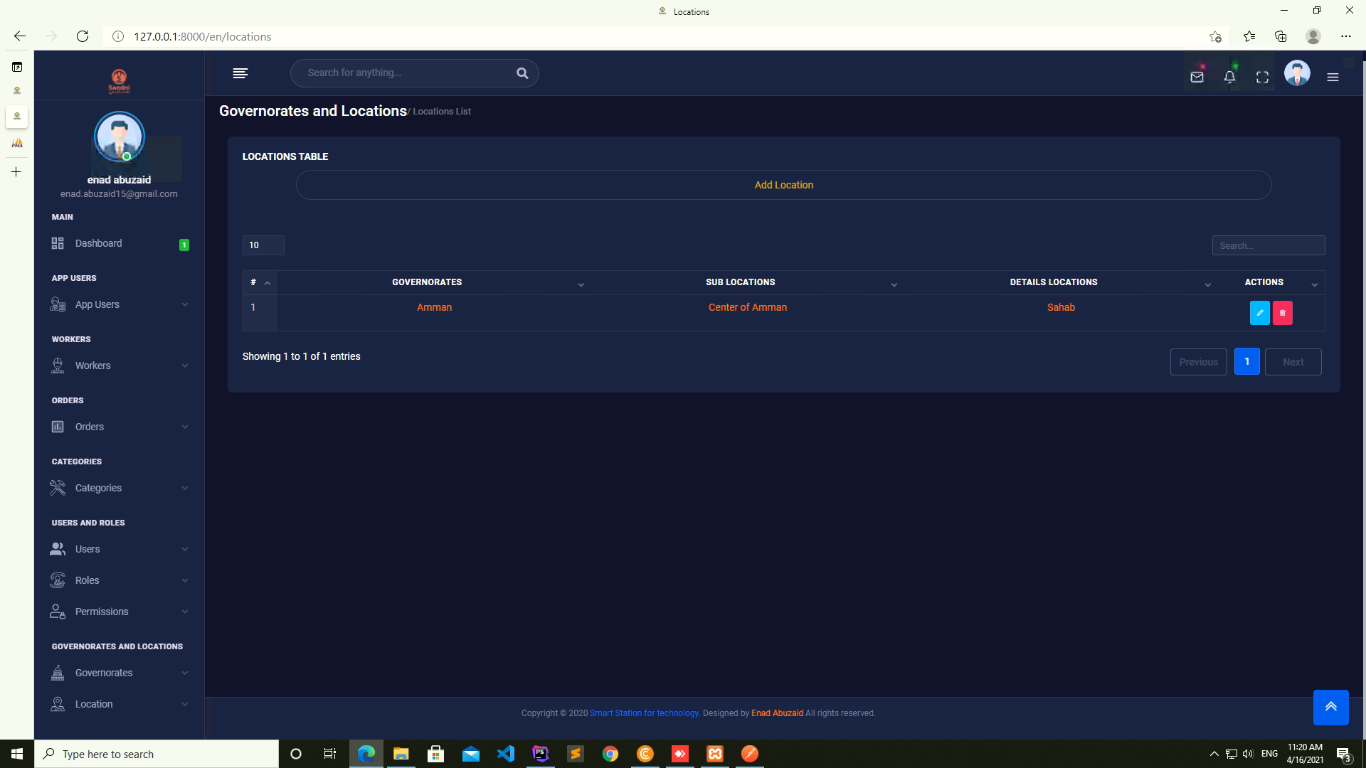 Locations
127.0.0.1:8000/en/locations
Sandni
Search for anything...
enad abuzaid
enad.abuzaid15@gmail.com
MAIN
Dashboard 1
APP USERS
App Users
WORKERS
Workers
ORDERS
Orders
CATEGORIES
Categories
USERS AND ROLES
Users
Roles
Permissions
GOVERNORATES AND LOCATIONS
Governorates
Location
Governorates and Locations/ Locations List
LOCATIONS TABLE
Add Location
10 Search...
# GOVERNORATES SUB LOCATIONS DETAILS LOCATIONS ACTIONS
1 Amman Center of Amman Sahab
Showing 1 to 1 of 1 entries Previous 1 Next
Copyright © 2020 Smart Station for technology. Designed by Enad Abuzaid All rights reserved.
Type here to search
PS
ENG
11:20 AM
4/16/2021
3